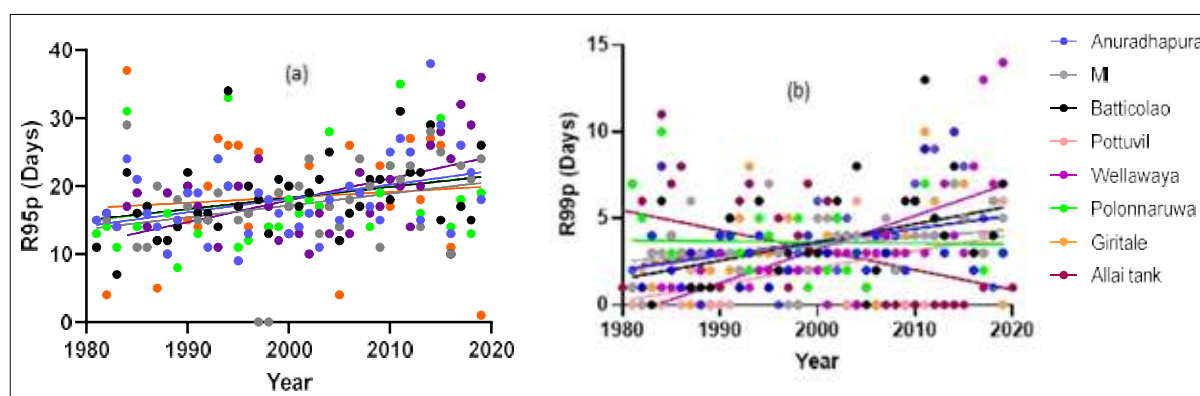 (a)
R95p (Days)
40
30
20
10
0
1980 1990 2000 2010 2020
Year
(b)
R99p (Days)
15
10
5
0
1980 1990 2000 2010 2020
Year
Anuradhapura
MI
Batticolao
Pottuvil
Wellawaya
Polonnaruwa
Giritale
Allai tank